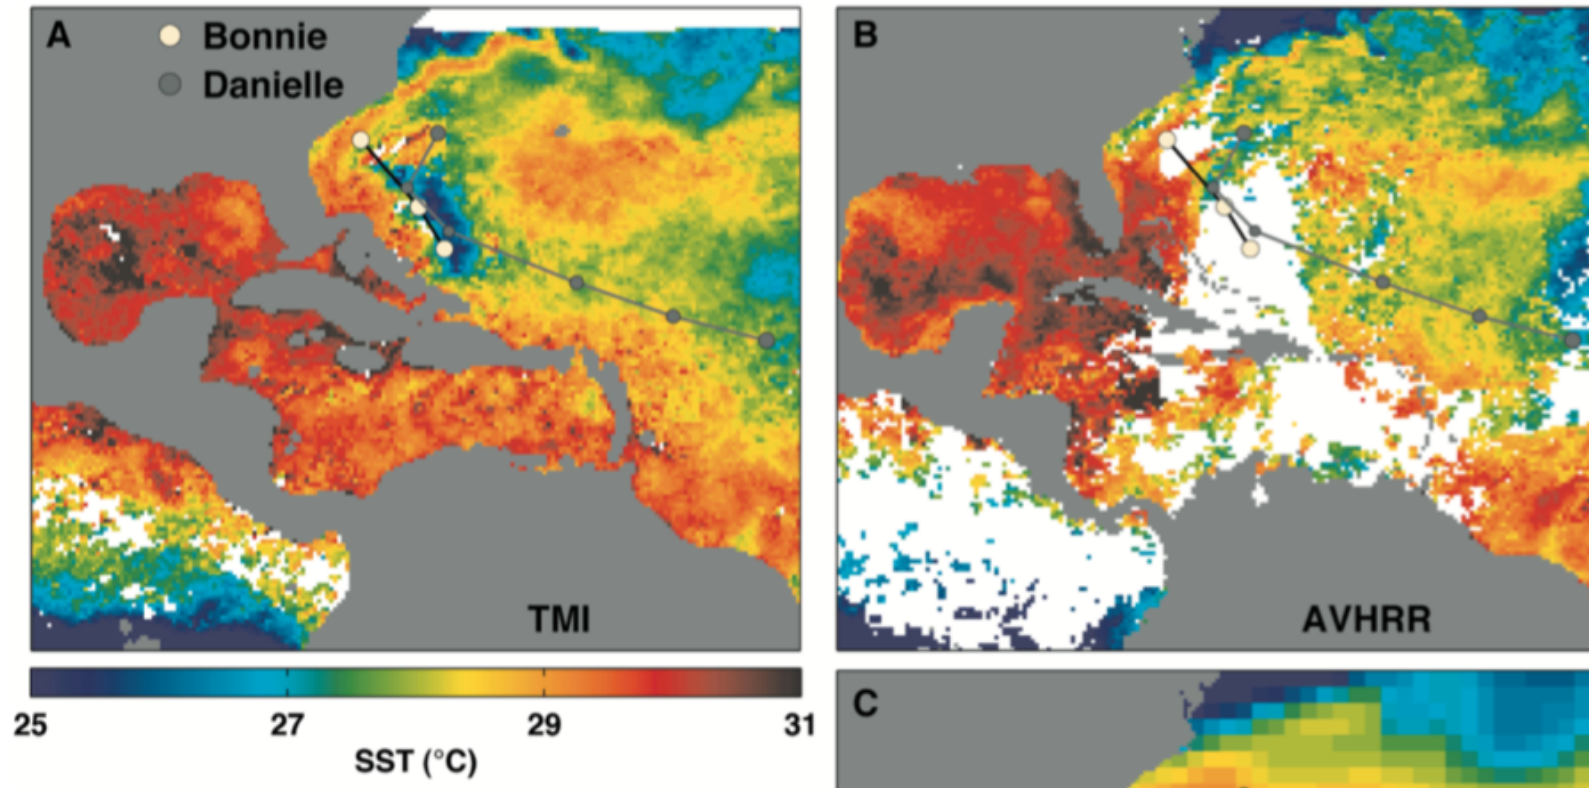 A
Bonnie
Danielle
TMI
B
AVHRR
25 27 29 31
SST (°C)
C